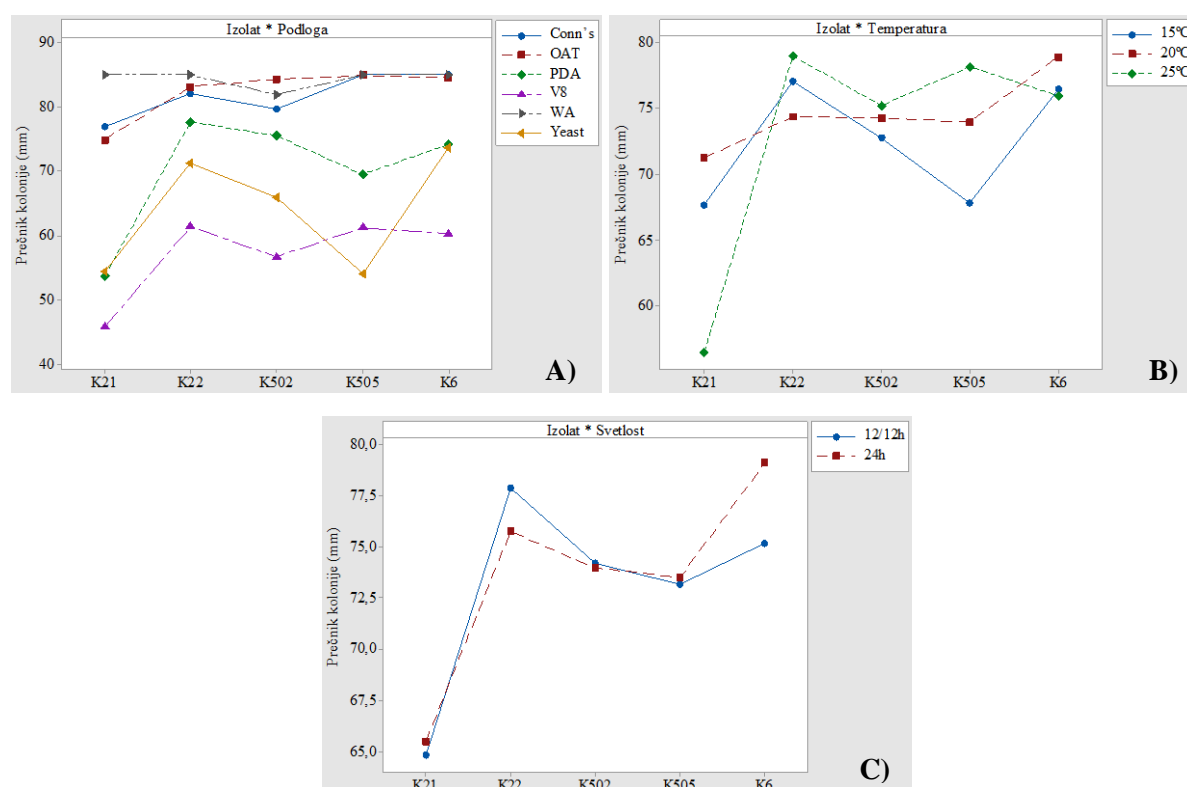 Izolat * Podloga
Prečnik kolonije (mm)
90
80
70
60
50
40
K21 K22 K502 K505 K6
Conn's
OAT
PDA
V8
WA
Yeast
A)
Izolat * Temperatura
Prečnik kolonije (mm)
80
75
70
65
60
K21 K22 K502 K505 K6
15ºC
20ºC
25ºC
B)
Izolat * Svetlost
Prečnik kolonije (mm)
80,0
77,5
75,0
72,5
70,0
67,5
65,0
K21 K22 K502 K505 K6
12/12h
24h
C)